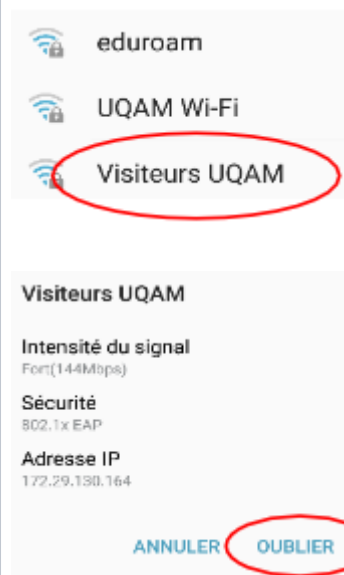 eduroam
UQAM Wi-Fi
Visiteurs UQAM
Visiteurs UQAM
Intensité du signal
Fort(144Mbps)
Sécurité
802.1x EAP
Adresse IP
172.29.130.164
ANNULER OUBLIER